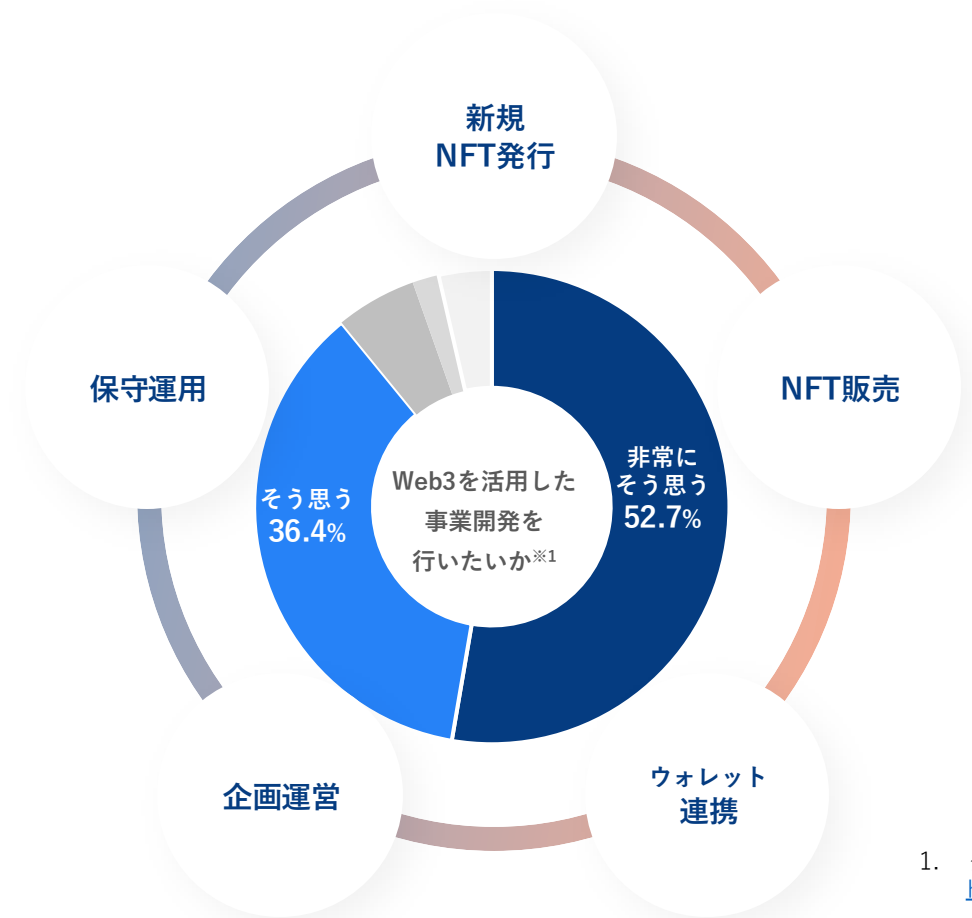 新規
NFT発行
保守運用
NFT販売
非常に
そう思う
52.7%
そう思う
36.4%
Web3を活用した
事業開発を
行いたいか※1
企画運営
ウォレット
連携
1.